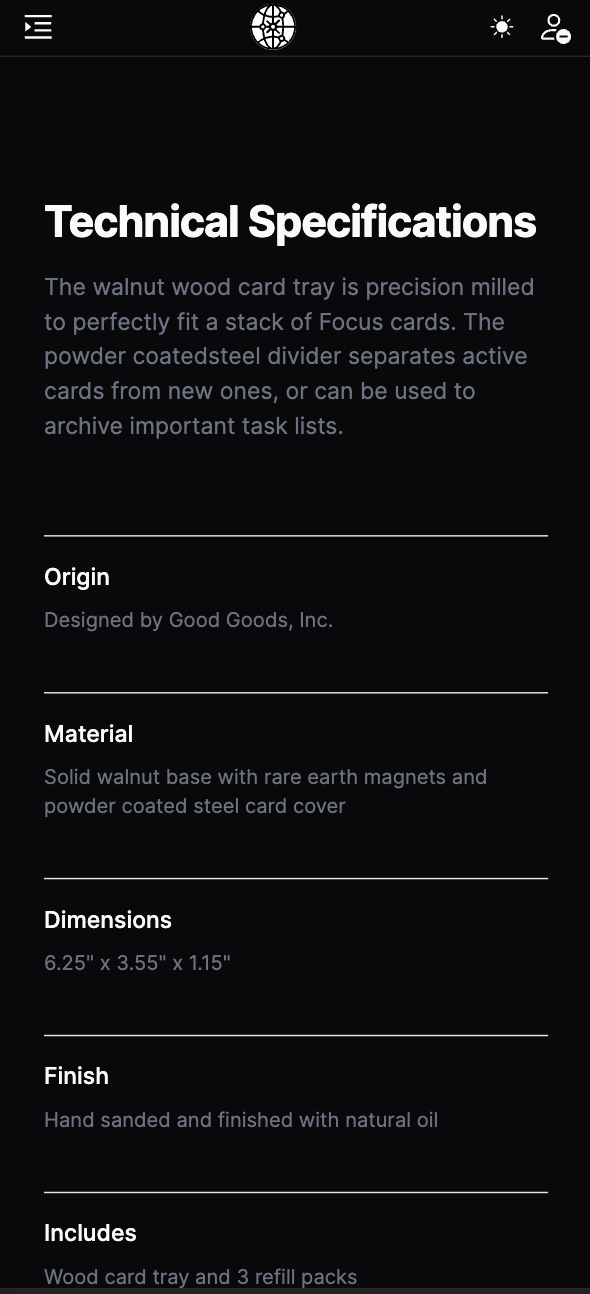 Technical Specifications
The walnut wood card tray is precision milled
to perfectly fit a stack of Focus cards. The
powder coatedsteel divider separates active
cards from new ones, or can be used to
archive important task lists.
Origin
Designed by Good Goods, Inc.
Material
Solid walnut base with rare earth magnets and
powder coated steel card cover
Dimensions
6.25" x 3.55" x 1.15"
Finish
Hand sanded and finished with natural oil
Includes
Wood card tray and 3 refill packs